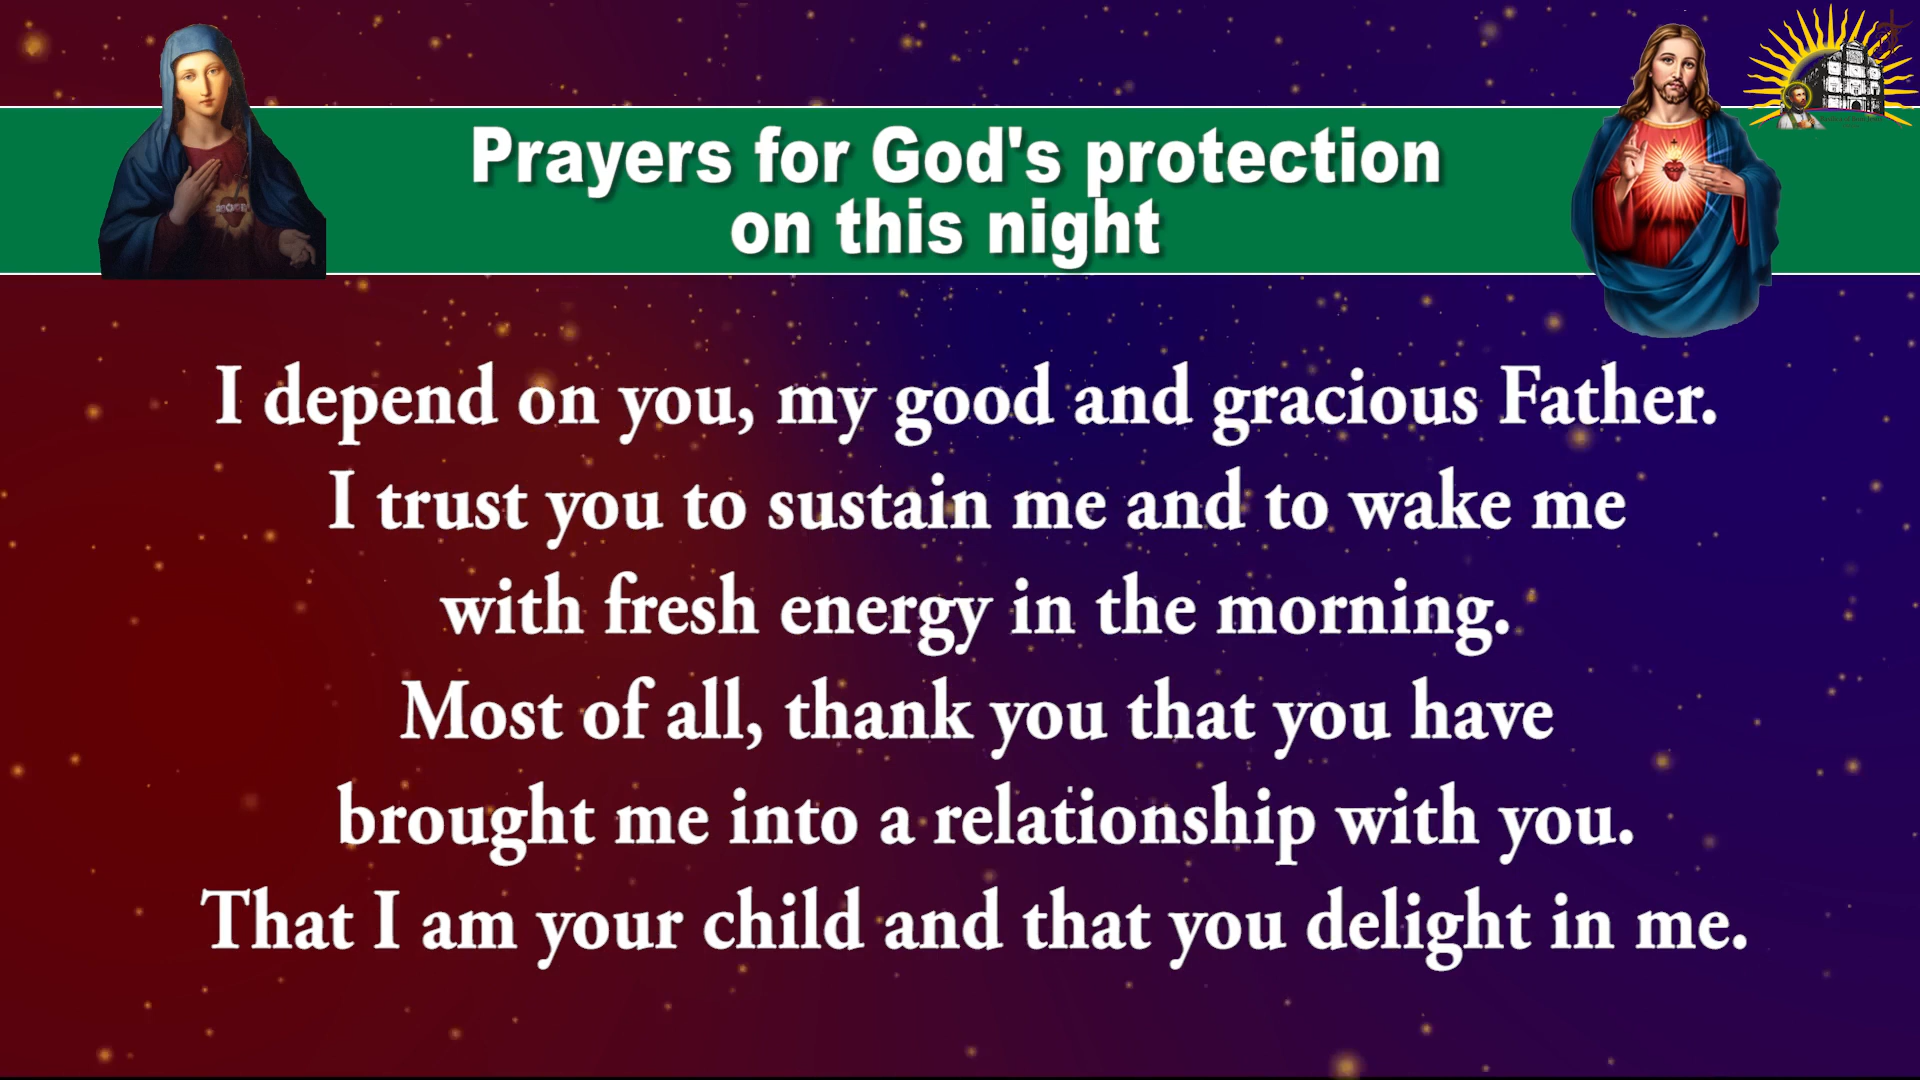 Prayers for God's protection
on this night
I depend on you, my good and gracious Father.
I trust you to sustain me and to wake me
with fresh energy in the morning.
Most of all, thank you that you have
brought me into a relationship with you.
That I am your child and that you delight in me.